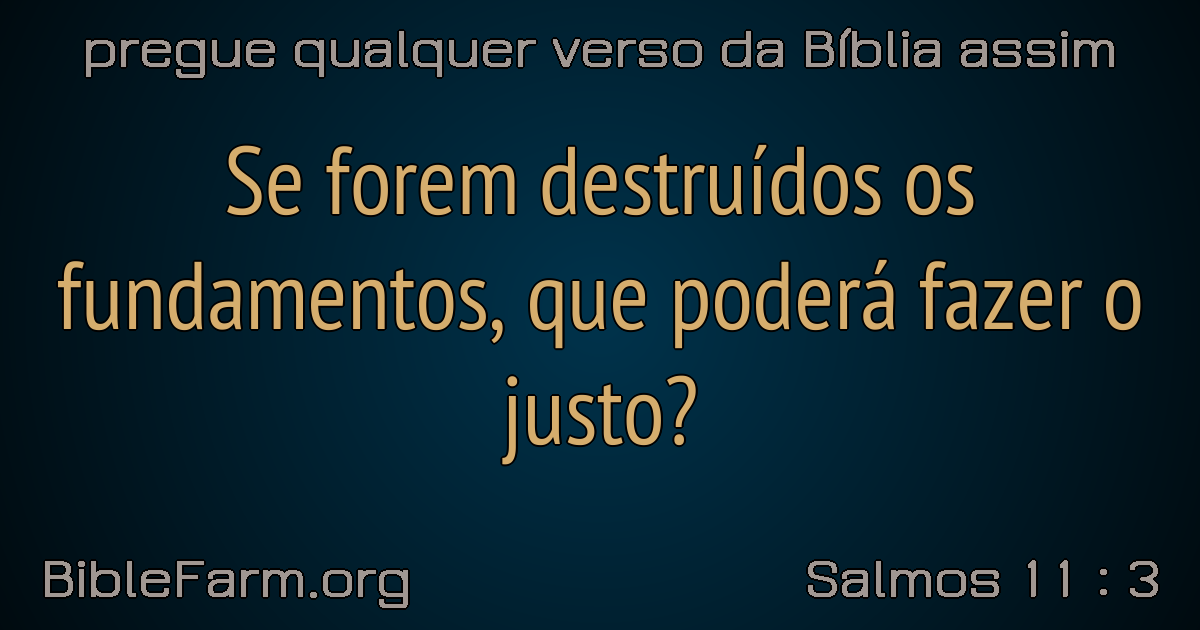 pregue qualquer verso da Bíblia assim
Se forem destruídos os
fundamentos, que poderá fazer o
justo?
BibleFarm.org
Salmos 11 : 3